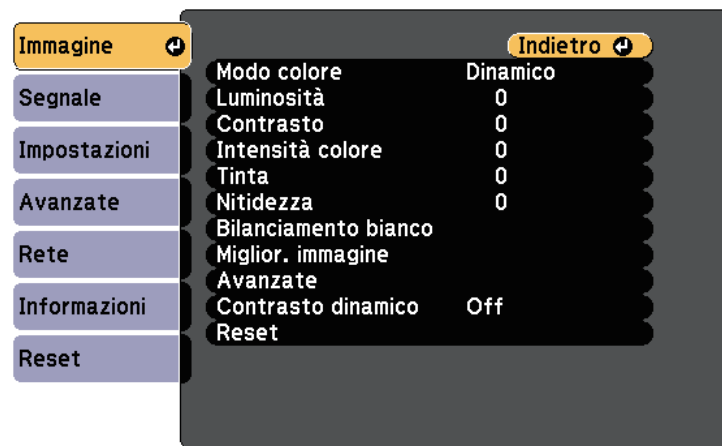 Immagine
Segnale
Impostazioni
Avanzate
Rete
Informazioni
Reset
Indietro
Modo colore Dinamico
Luminosità 0
Contrasto 0
Intensità colore 0
Tinta 0
Nitidezza 0
Bilanciamento bianco
Miglior. immagine
Avanzate
Contrasto dinamico Off
Reset